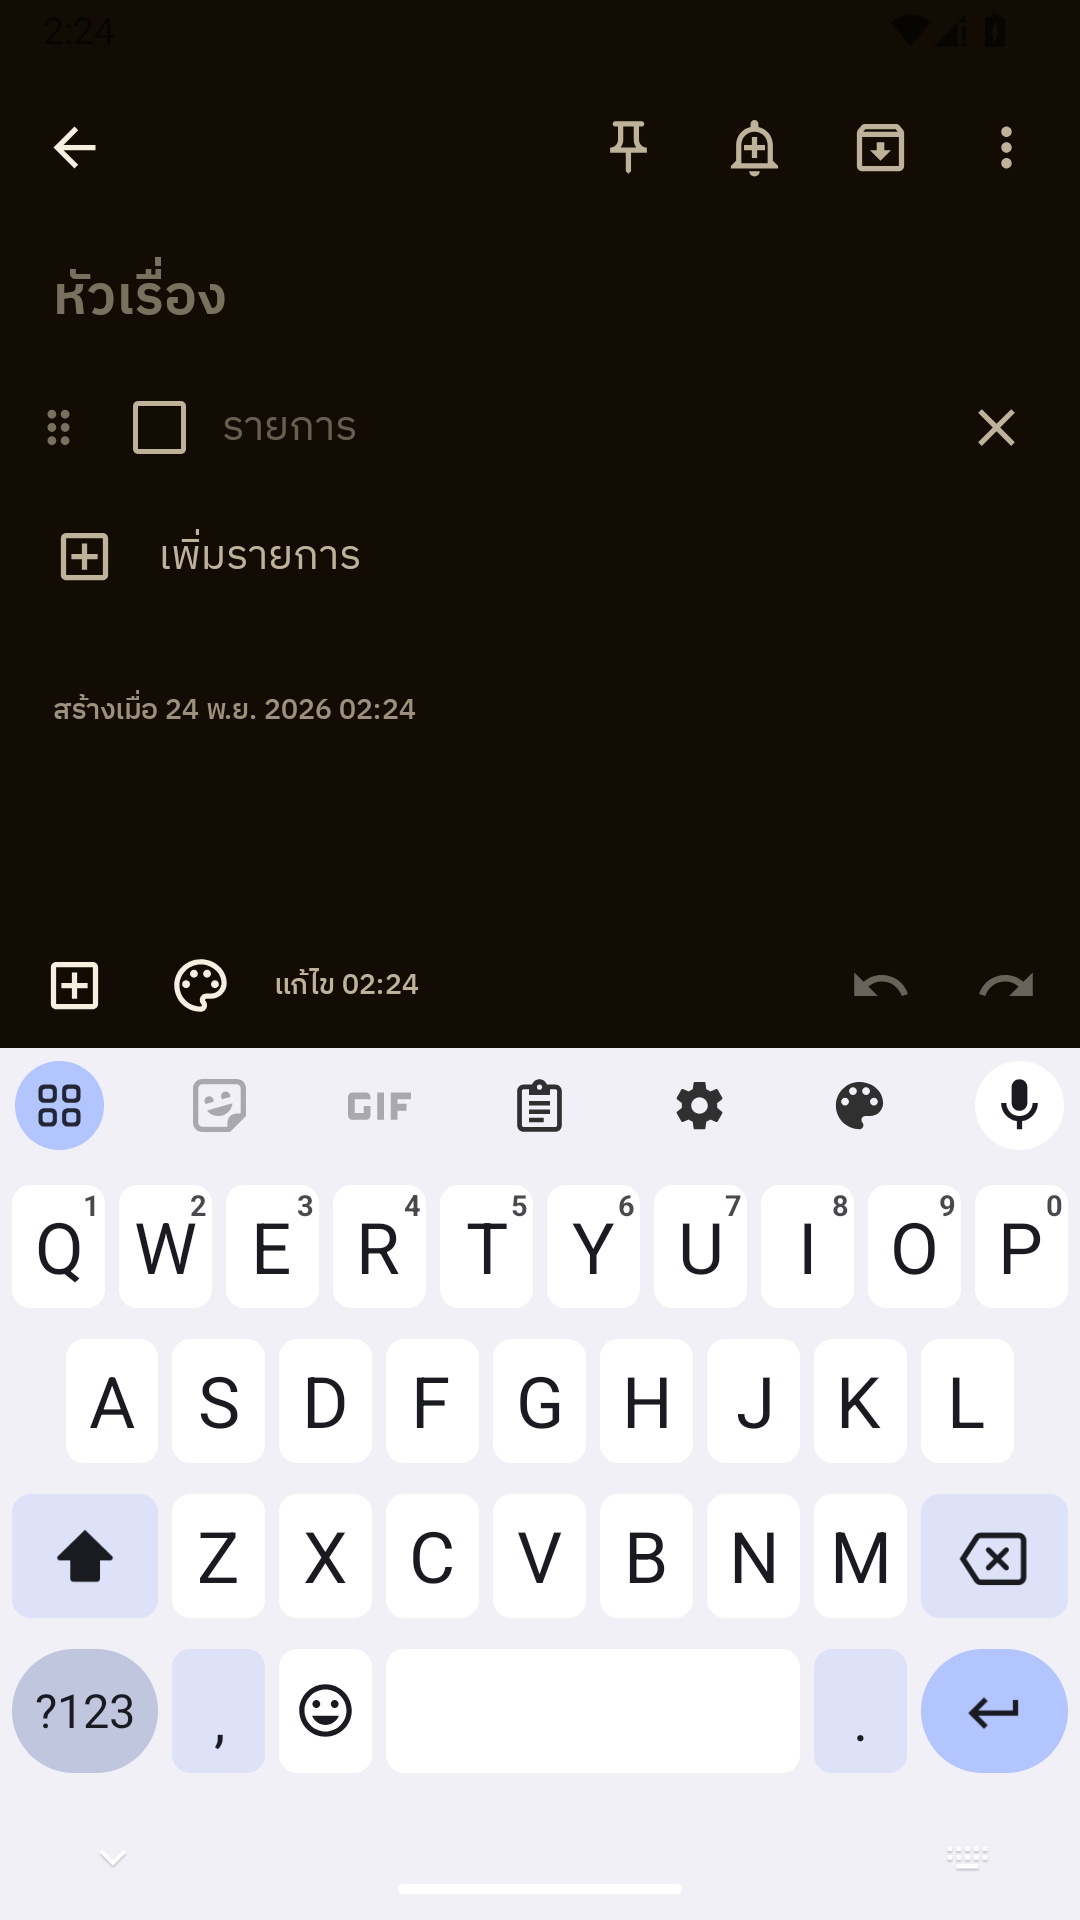 2:24
หัวเรื่อง
รายการ
เพิ่มรายการ
สร้างเมื่อ 24 พ.ย. 2026 02:24
แก้ไข 02:24
GIF
1 2 3 4 5 6 7 8 9 0
Q W E R T Y U I O P
A S D F G H J K L
Z X C V B N M
?123 , .